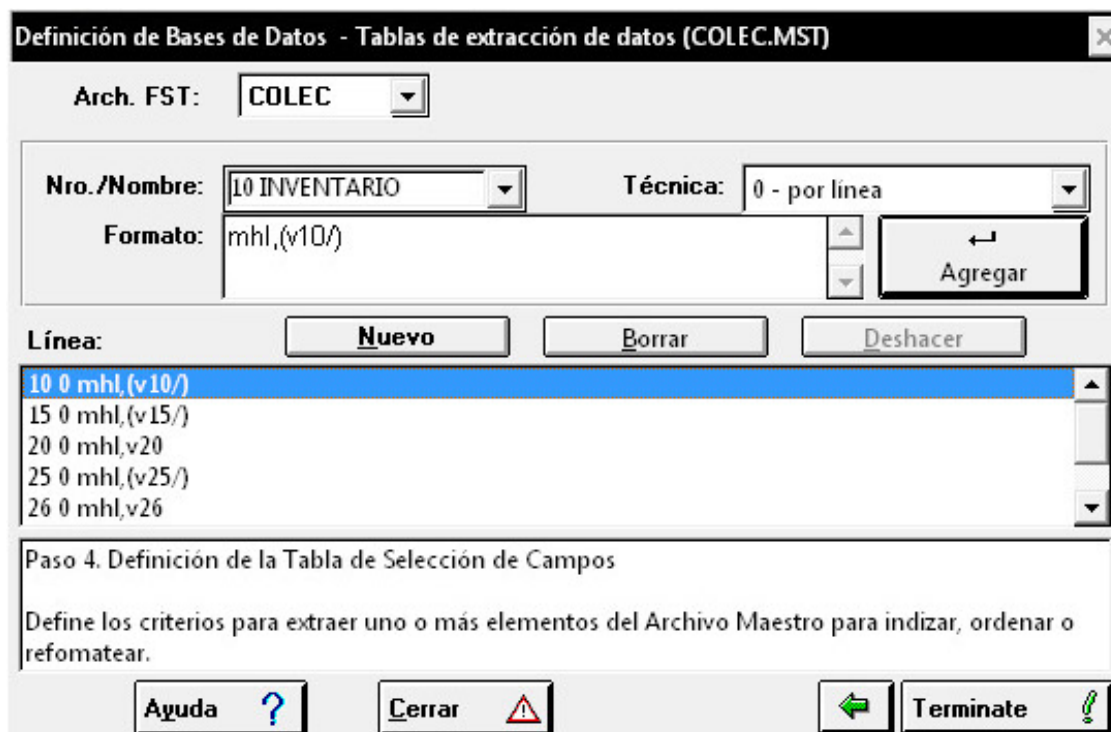 Definición de Bases de Datos - Tablas de extracción de datos (COLEC.MST)
Arch. FST: COLEC
Nro./Nombre: 10 INVENTARIO Técnica: 0 - por línea
Formato: mhl,(v10/)
Agregar
Línea: Nuevo Borrar Deshacer
10 0 mhl,(v10/)
15 0 mhl,(v15/)
20 0 mhl,v20
25 0 mhl,(v25/)
26 0 mhl,v26
Paso 4. Definición de la Tabla de Selección de Campos
Define los criterios para extraer uno o más elementos del Archivo Maestro para indizar, ordenar o
refomatear.
Ayuda ? Cerrar Terminate